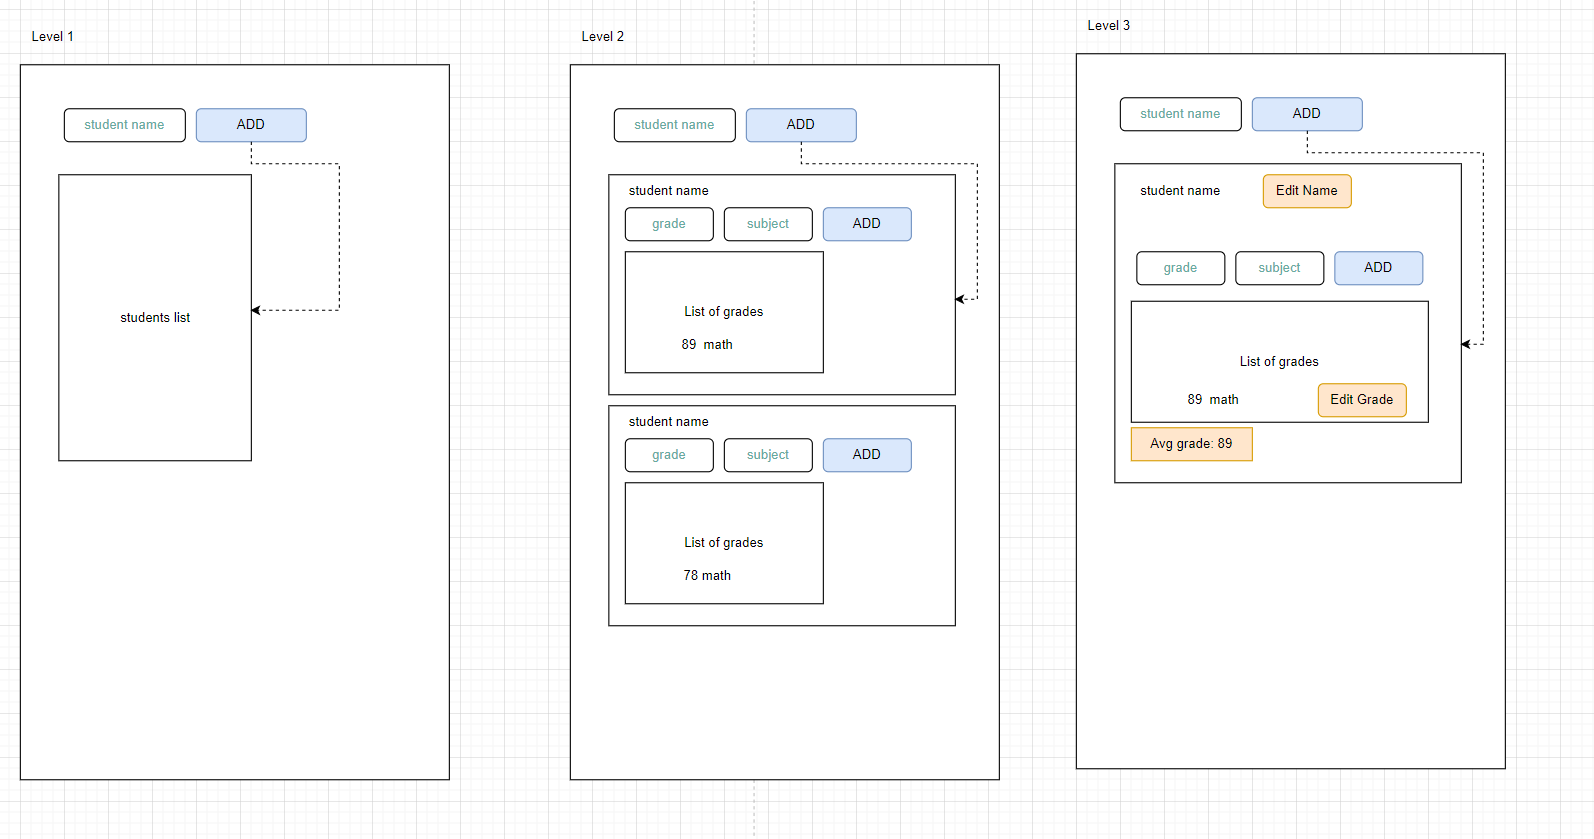 Level 1
student name
ADD
students list
Level 2
student name
ADD
student name
grade
subject
ADD
List of grades
89 math
student name
grade
subject
ADD
List of grades
78 math
Level 3
student name
ADD
student name
Edit Name
grade
subject
ADD
List of grades
89 math
Edit Grade
Avg grade: 89